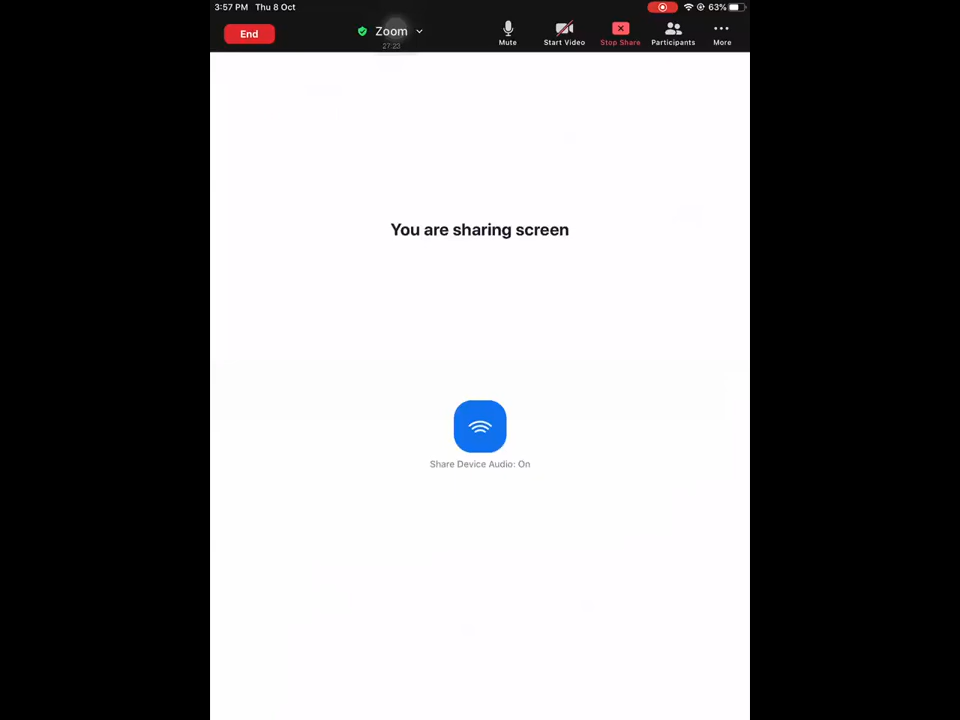 3:57 PM Thu 8 Oct 63%
End
Zoom
27:23
Mute Start Video Stop Share Participants More
You are sharing screen
Share Device Audio: On